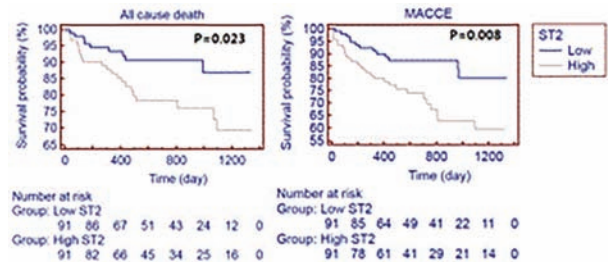 All cause death
Survival probability (%)
100
95
90
85
80
75
70
65
P=0.023
0 400 800 1200
Time (day)
Number at risk
Group: Low ST2
91 86 67 51 43 24 12 0
Group: High ST2
91 82 66 45 34 25 16 0
MACCE
Survival probability (%)
100
95
90
85
80
75
70
65
60
55
P=0.008
0 400 800 1200
Time (day)
Number at risk
Group: Low ST2
91 85 64 49 41 22 11 0
Group: High ST2
91 78 61 41 29 21 14 0
ST2
Low
High